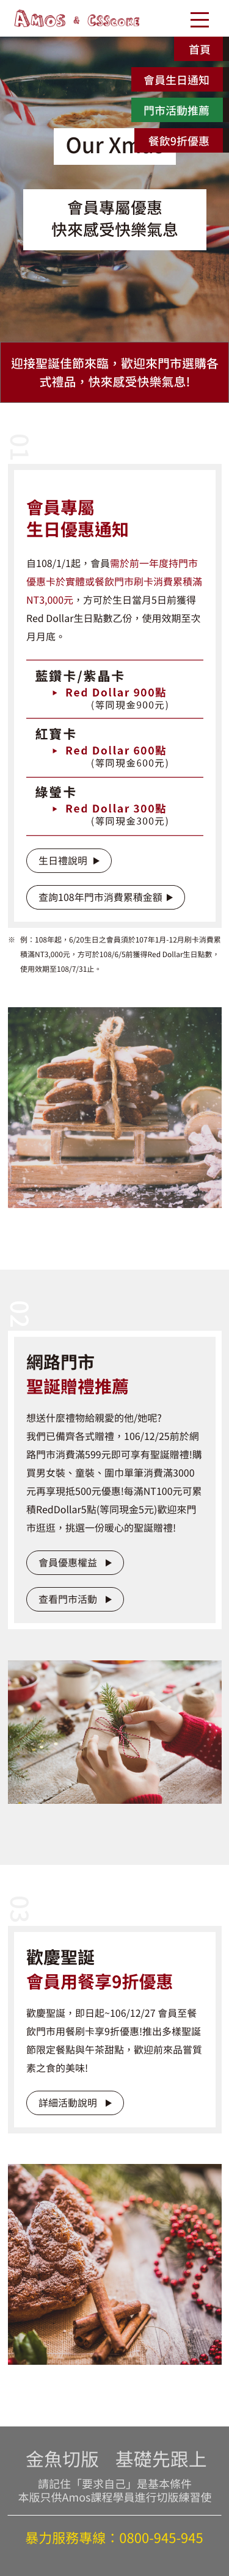 AMOS & CSSCOKE
首頁
會員生日通知
門市活動推薦
餐飲9折優惠
Our Xm
會員專屬優惠
快來感受快樂氣息
迎接聖誕佳節來臨，歡迎來門市選購各
式禮品，快來感受快樂氣息!
01
會員專屬
生日優惠通知
自108/1/1起，會員需於前一年度持門市
優惠卡於實體或餐飲門市刷卡消費累積滿
NT3,000元，方可於生日當月5日前獲得
Red Dollar生日點數乙份，使用效期至次
月月底。
藍鑽卡/紫晶卡
▸ Red Dollar 900點
(等同現金900元)
紅寶卡
▸ Red Dollar 600點
(等同現金600元)
綠瑩卡
▸ Red Dollar 300點
(等同現金300元)
生日禮說明 ▶
查詢108年門市消費累積金額 ▶
※ 例：108年起，6/20生日之會員須於107年1月-12月刷卡消費累
積滿NT3,000元，方可於108/6/5前獲得Red Dollar生日點數，
使用效期至108/7/31止。
02
網路門市
聖誕贈禮推薦
想送什麼禮物給親愛的他/她呢?
我們已備齊各式贈禮，106/12/25前於網
路門市消費滿599元即可享有聖誕贈禮!購
買男女裝、童裝、圍巾單筆消費滿3000
元再享現抵500元優惠!每滿NT100元可累
積RedDollar5點(等同現金5元)歡迎來門
市逛逛，挑選一份暖心的聖誕贈禮!
會員優惠權益 ▶
查看門市活動 ▶
03
歡慶聖誕
會員用餐享9折優惠
歡慶聖誕，即日起~106/12/27 會員至餐
飲門市用餐刷卡享9折優惠!推出多樣聖誕
節限定餐點與午茶甜點，歡迎前來品嘗質
素之食的美味!
詳細活動說明 ▶
金魚切版 基礎先跟上
請記住「要求自己」是基本條件
本版只供Amos課程學員進行切版練習使
暴力服務專線：0800-945-945